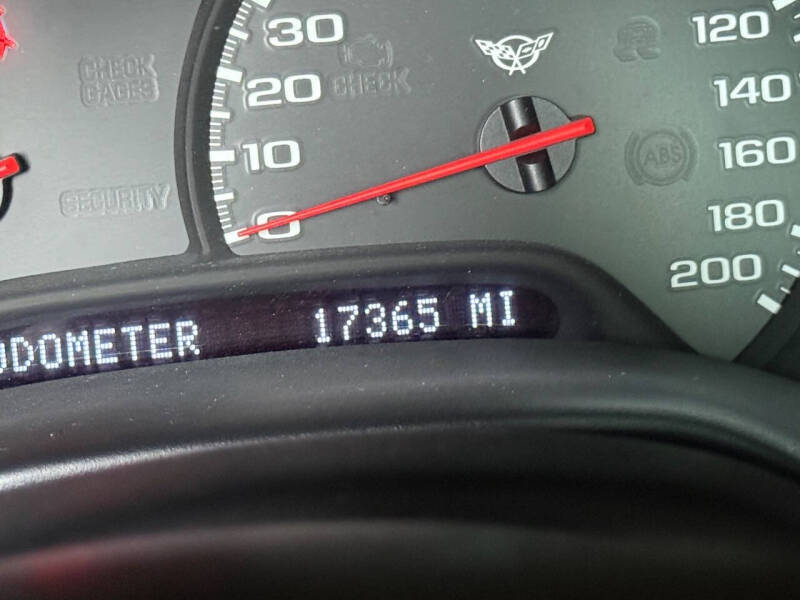 30
20
10
0
CHECK
GAGES
CHECK
SECURITY
120
140
ABS
160
180
200
ODOMETER 17365 MI